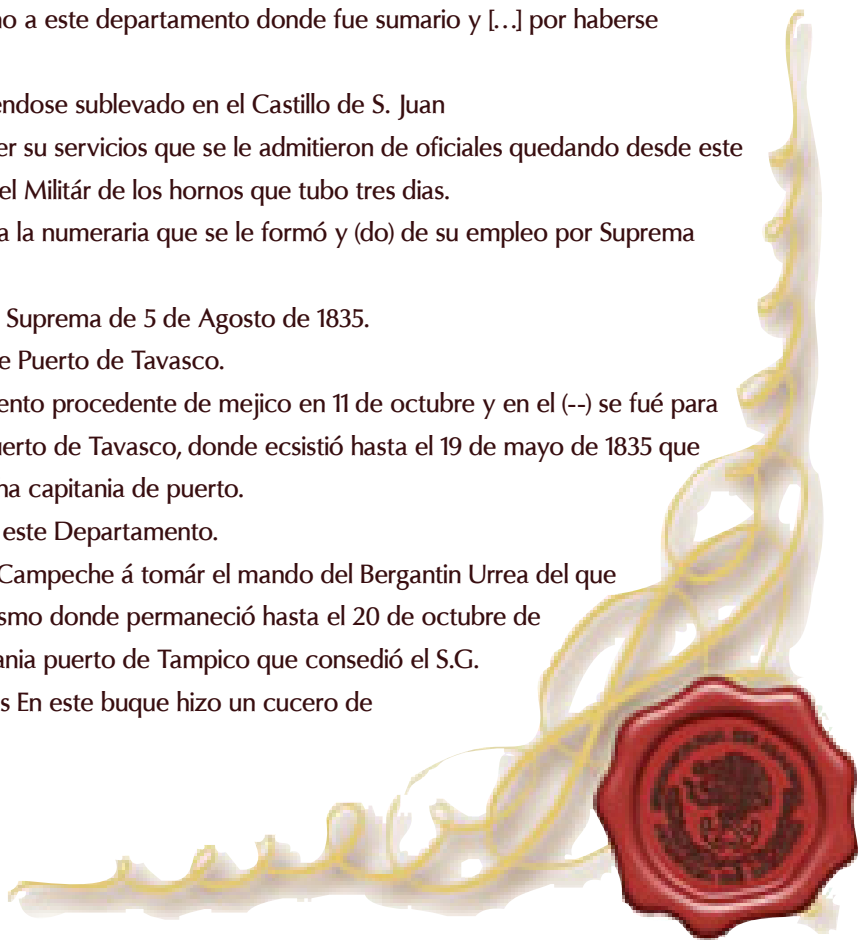 no a este departamento donde fue sumario y [...] por haberse
éndose sublevado en el Castillo de S. Juan
er su servicios que se le admitieron de oficiales quedando desde este
el Militár de los hornos que tubo tres dias.
a la numeraria que se le formó y (do) de su empleo por Suprema
Suprema de 5 de Agosto de 1835.
e Puerto de Tavasco.
ento procedente de mejico en 11 de octubre y en el (--) se fué para
uerto de Tavasco, donde ecsistió hasta el 19 de mayo de 1835 que
na capitania de puerto.
este Departamento.
Campeche á tomár el mando del Bergantin Urrea del que
smo donde permaneció hasta el 20 de octubre de
ania puerto de Tampico que consedió el S.G.
s En este buque hizo un cucero de